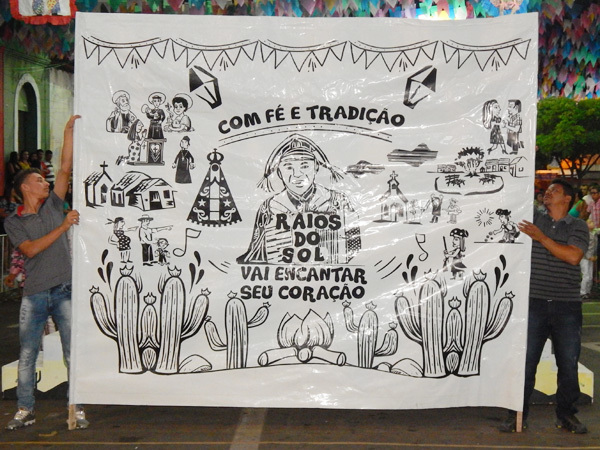 COM FÉ E TRADIÇÃO
RAIOS
DO
SOL
VAI ENCANTAR
SEU CORAÇÃO